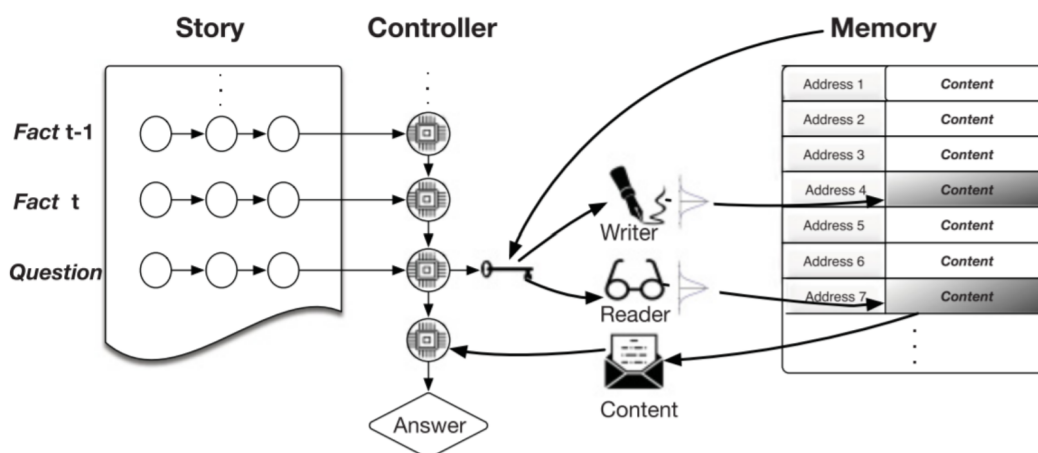 Story
Controller
Memory
Fact t-1
Fact t
Question
Writer
Reader
Content
Answer
Address 1 Content
Address 2 Content
Address 3 Content
Address 4 Content
Address 5 Content
Address 6 Content
Address 7 Content